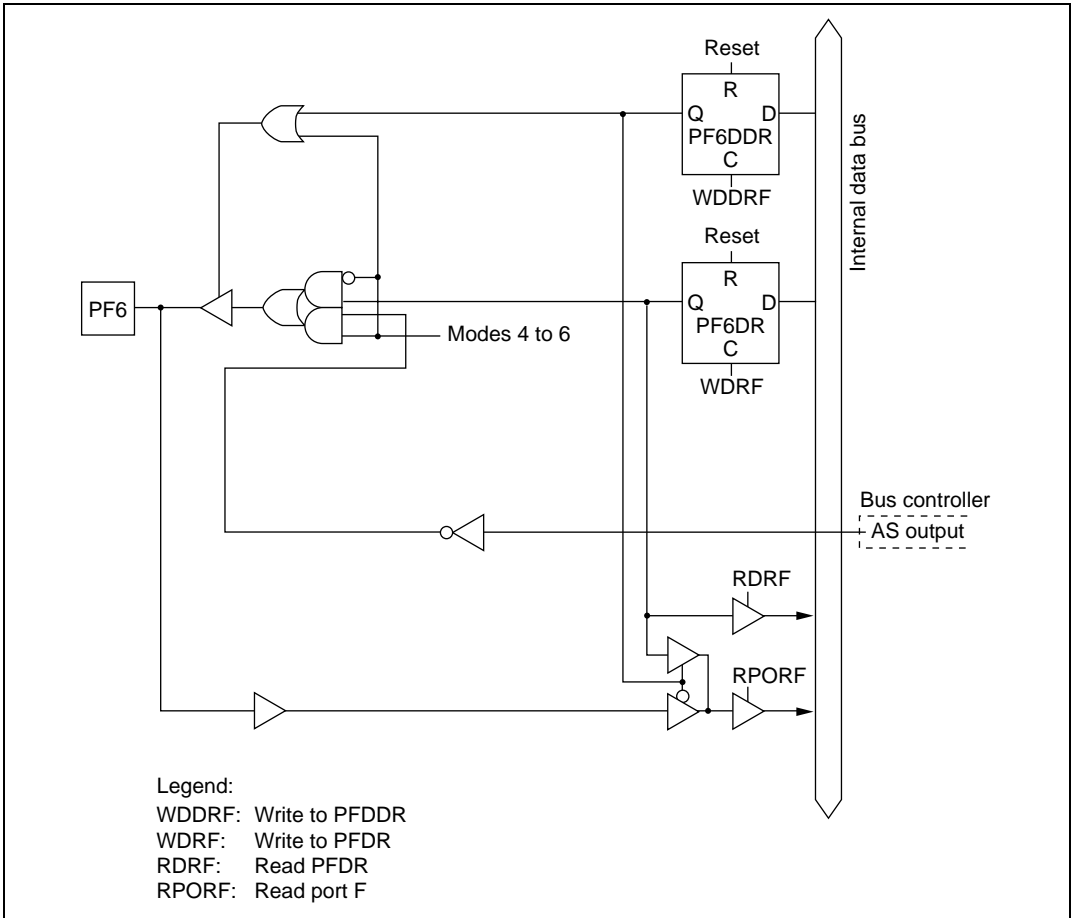 Reset
R
Q D
PF6DDR
C
WDDRF
Internal data bus
Reset
R
Q D
PF6DR
C
WDRF
PF6
Modes 4 to 6
Bus controller
AS output
RDRF
RPORF
Legend:
WDDRF: Write to PFDDR
WDRF: Write to PFDR
RDRF: Read PFDR
RPORF: Read port F